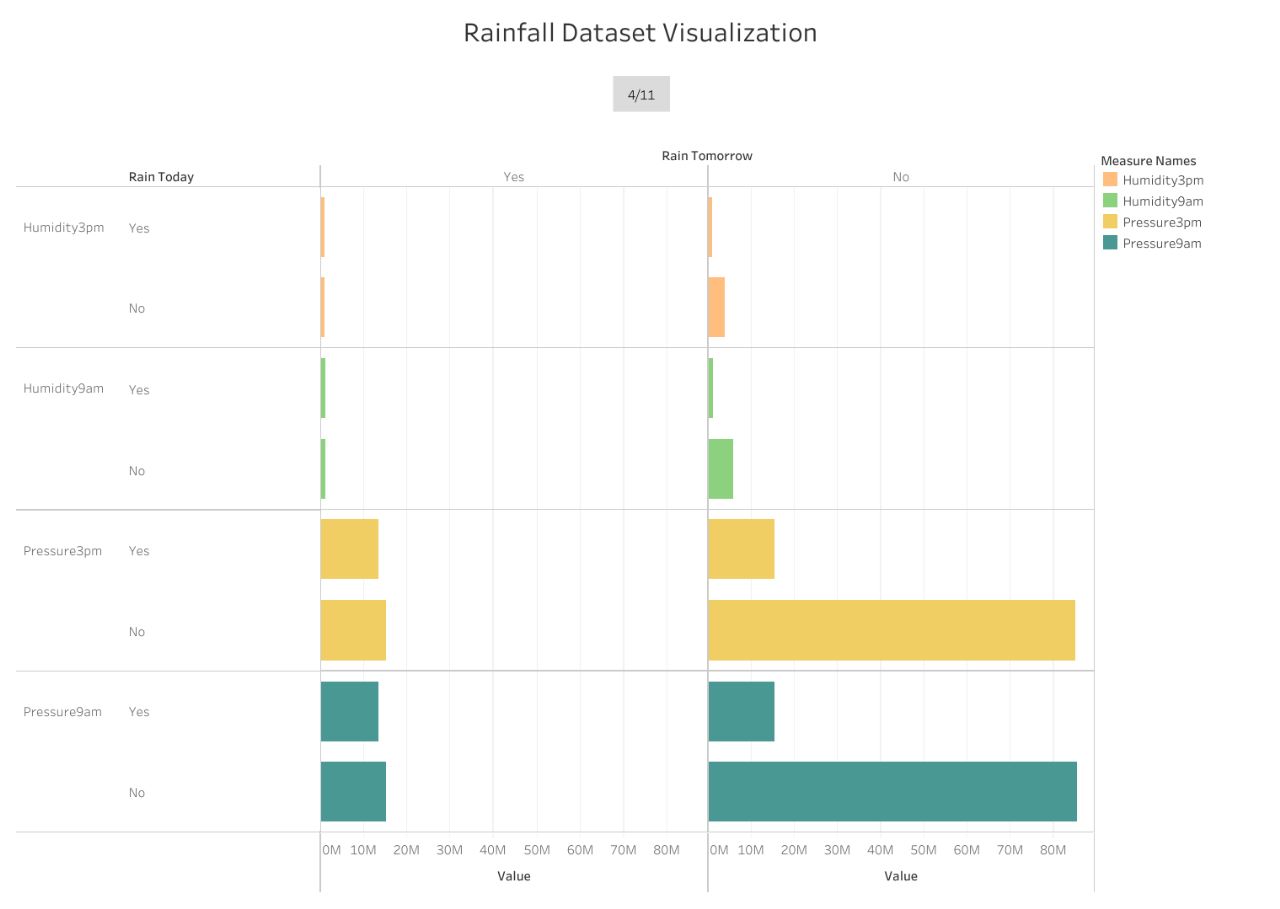 Rainfall Dataset Visualization
4/11
Rain Tomorrow
Rain Today Yes No
Measure Names
Humidity3pm
Humidity9am
Pressure3pm
Pressure9am
Humidity3pm Yes
No
Humidity9am Yes
No
Pressure3pm Yes
No
Pressure9am Yes
No
0M 10M 20M 30M 40M 50M 60M 70M 80M 0M 10M 20M 30M 40M 50M 60M 70M 80M
Value Value